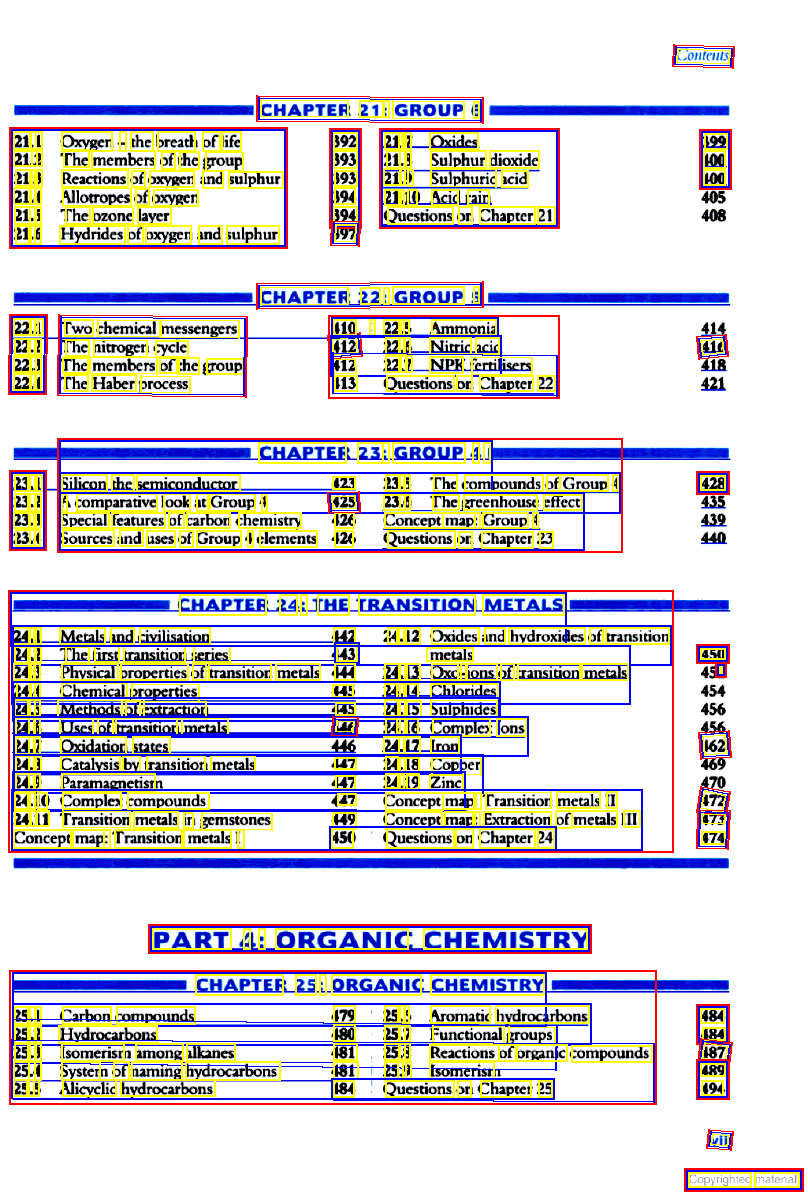 Contents
CHAPTER 21: GROUP 6
21.1 Oxygen – the breath of life 392
21.2 The members of the group 393
21.3 Reactions of oxygen and sulphur 393
21.4 Allotropes of oxygen 394
21.5 The ozone layer 394
21.6 Hydrides of oxygen and sulphur 397
21.7 Oxides 399
21.8 Sulphur dioxide 400
21.9 Sulphuric acid 400
21.10 Acid rain 405
Questions on Chapter 21 408
CHAPTER 22: GROUP 5
22.1 Two chemical messengers 410
22.2 The nitrogen cycle 412
22.3 The members of the group 412
22.4 The Haber process 413
22.5 Ammonia 414
22.6 Nitric acid 416
22.7 NPK fertilisers 418
Questions on Chapter 22 421
CHAPTER 23: GROUP 4
23.1 Silicon the semiconductor 423
23.2 A comparative look at Group 4 425
23.3 Special features of carbon chemistry 426
23.4 Sources and uses of Group 4 elements 426
23.5 The compounds of Group 4 428
23.6 The greenhouse effect 435
Concept map: Group 4 439
Questions on Chapter 23 440
CHAPTER 24: THE TRANSITION METALS
24.1 Metals and civilisation 442
24.2 The first transition series 443
24.3 Physical properties of transition metals 444
24.4 Chemical properties 445
24.5 Methods of extraction 445
24.6 Uses of transition metals 446
24.7 Oxidation states 446
24.8 Catalysis by transition metals 447
24.9 Paramagnetism 447
24.10 Complex compounds 447
24.11 Transition metals in gemstones 449
Concept map: Transition metals I 450
24.12 Oxides and hydroxides of transition
metals 450
24.13 Oxo-ions of transition metals
24.14 Chlorides 454
24.15 Sulphides 456
24.16 Complex ions 456
24.17 Iron 462
24.18 Copper 469
24.19 Zinc 470
Concept map: Transition metals II 472
Concept map: Extraction of metals III 473
Questions on Chapter 24 474
PART 4: ORGANIC CHEMISTRY
CHAPTER 25: ORGANIC CHEMISTRY
25.1 Carbon compounds 479
25.2 Hydrocarbons 480
25.3 Isomerism among alkanes 481
25.4 System of naming hydrocarbons 481
25.5 Alicyclic hydrocarbons 484
25.6 Aromatic hydrocarbons 484
25.7 Functional groups 484
25.8 Reactions of organic compounds 487
25.9 Isomerism 489
Questions on Chapter 25 494
vii
Copyrighted material